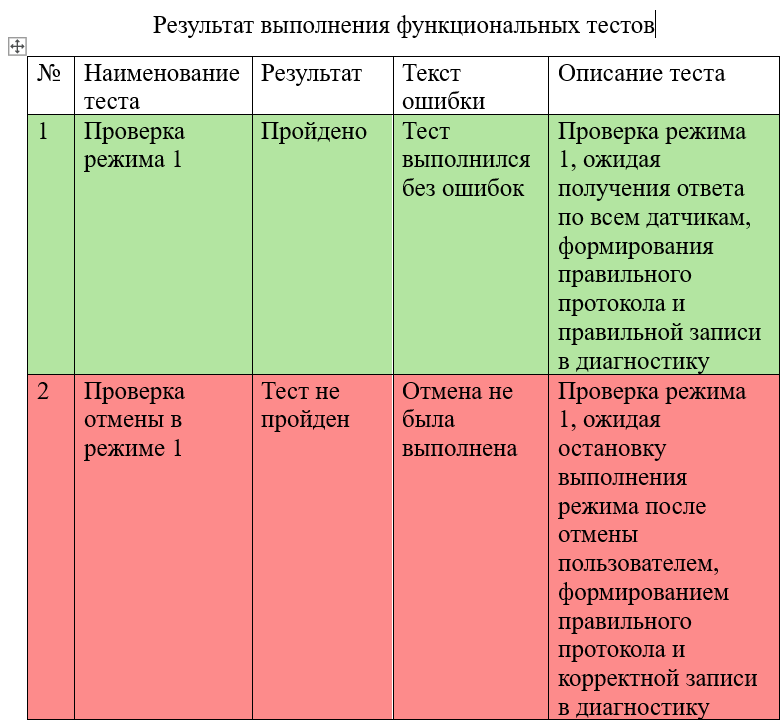 Результат выполнения функциональных тестов
№ Наименование теста Результат Текст ошибки Описание теста
1
Проверка
режима 1
Пройдено
Тест
выполнился
без ошибок
Проверка режима
1, ожидая
получения ответа
по всем датчикам,
формирования
правильного
протокола и
правильной записи
в диагностику
2
Проверка
отмены в
режиме 1
Тест не
пройден
Отмена не
была
выполнена
Проверка режима
1, ожидая
остановку
выполнения
режима после
отмены
пользователем,
формированием
правильного
протокола и
корректной записи
в диагностику